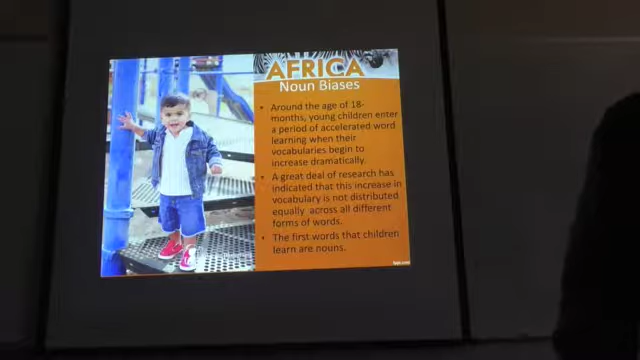 AFRICA
Noun Biases
• Around the age of 18-
months, young children enter
a period of accelerated word
learning when their
vocabularies begin to
increase dramatically.
• A great deal of research has
indicated that this increase in
vocabulary is not distributed
equally across all different
forms of words.
• The first words that children
learn are nouns.